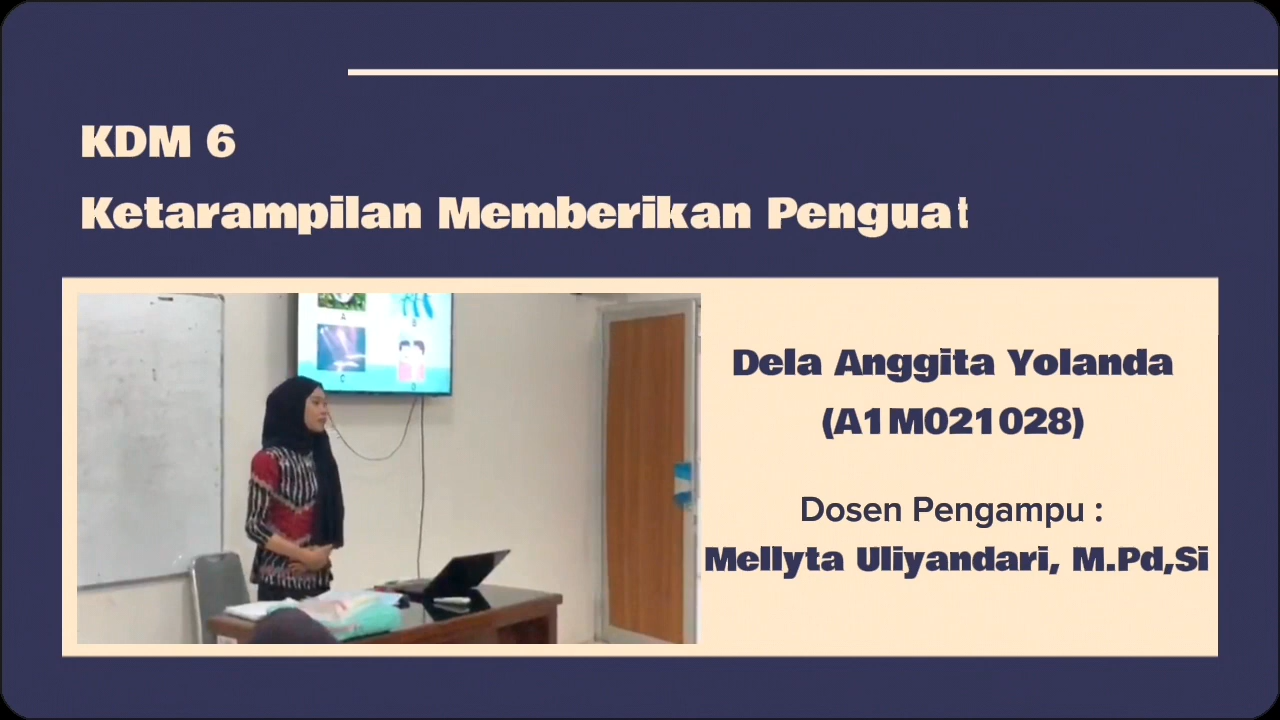 KDM 6
Ketarampilan Memberikan Penguat
A
B
C
D
Dela Anggita Yolanda
(A1M021028)
Dosen Pengampu :
Mellyta Uliyandari, M.Pd,Si